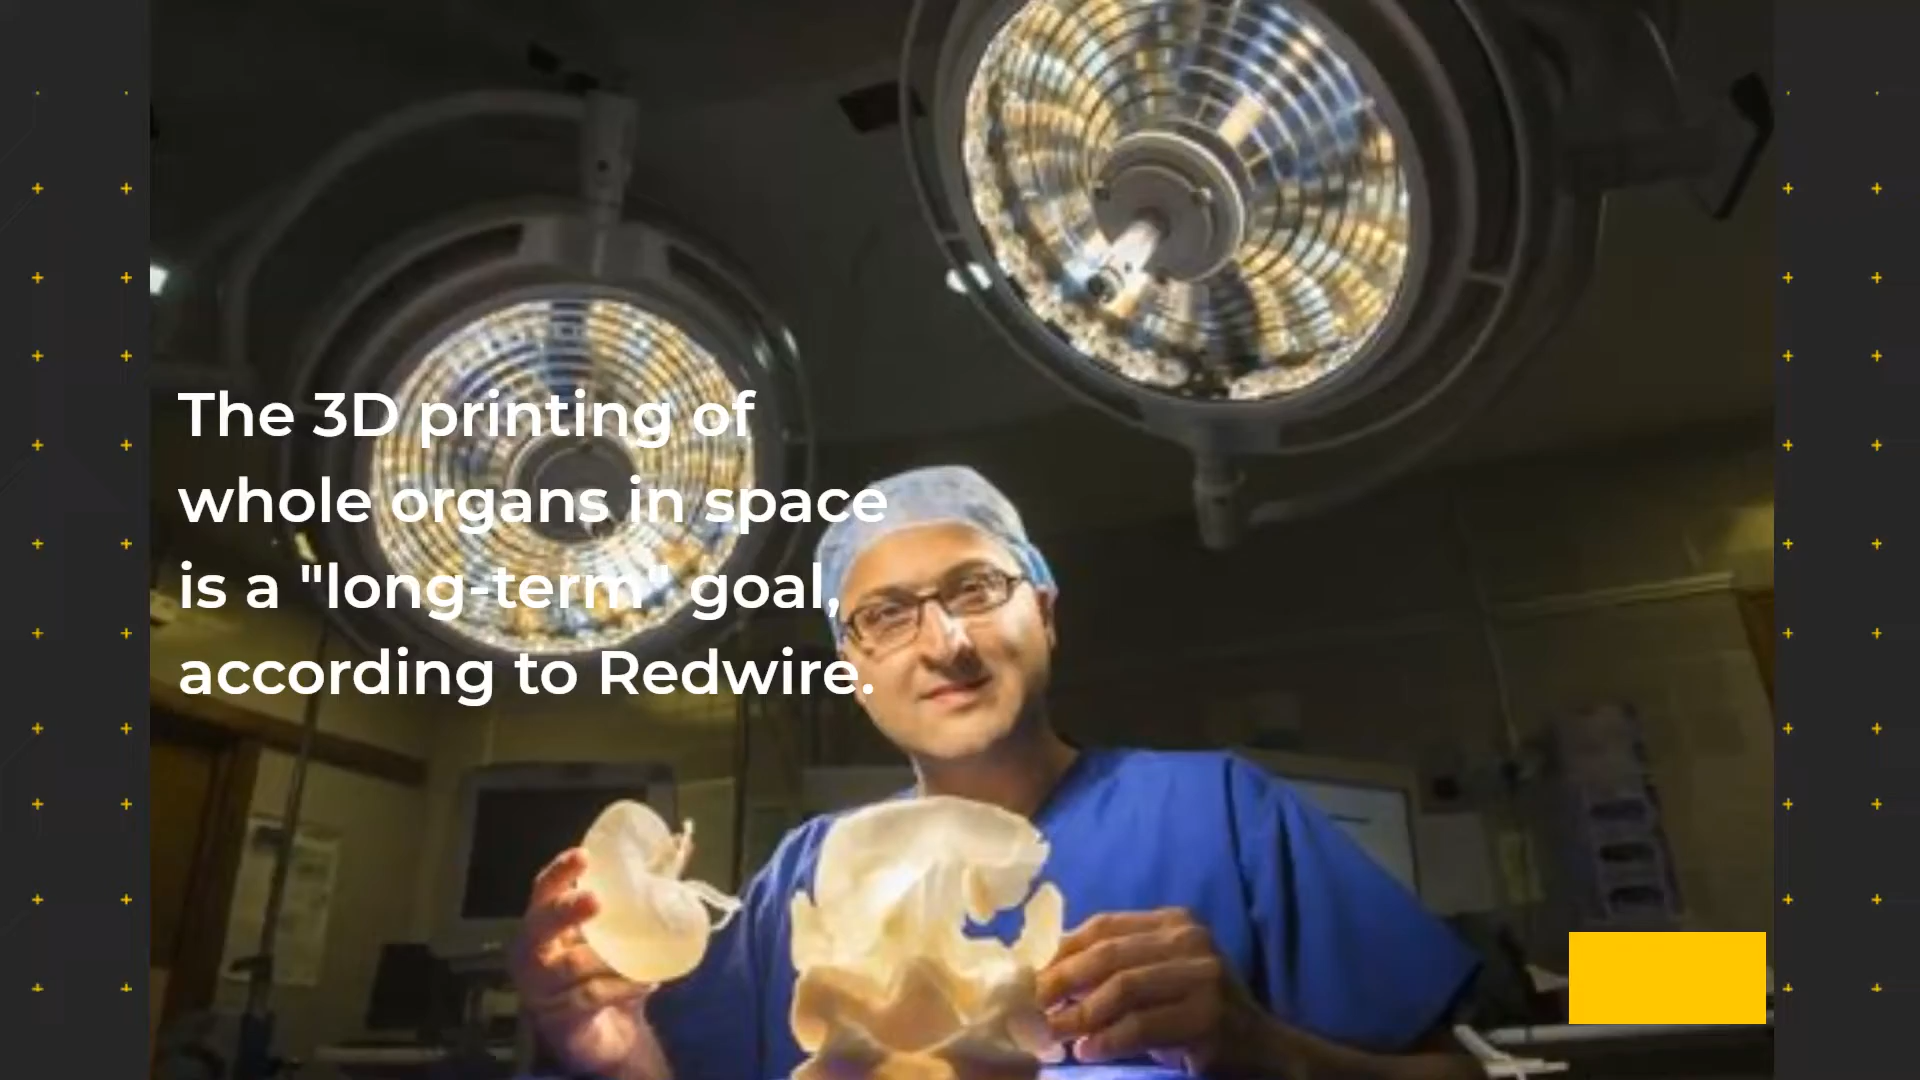 The 3D printing of
whole organs in space
is a "long-term" goal,
according to Redwire.